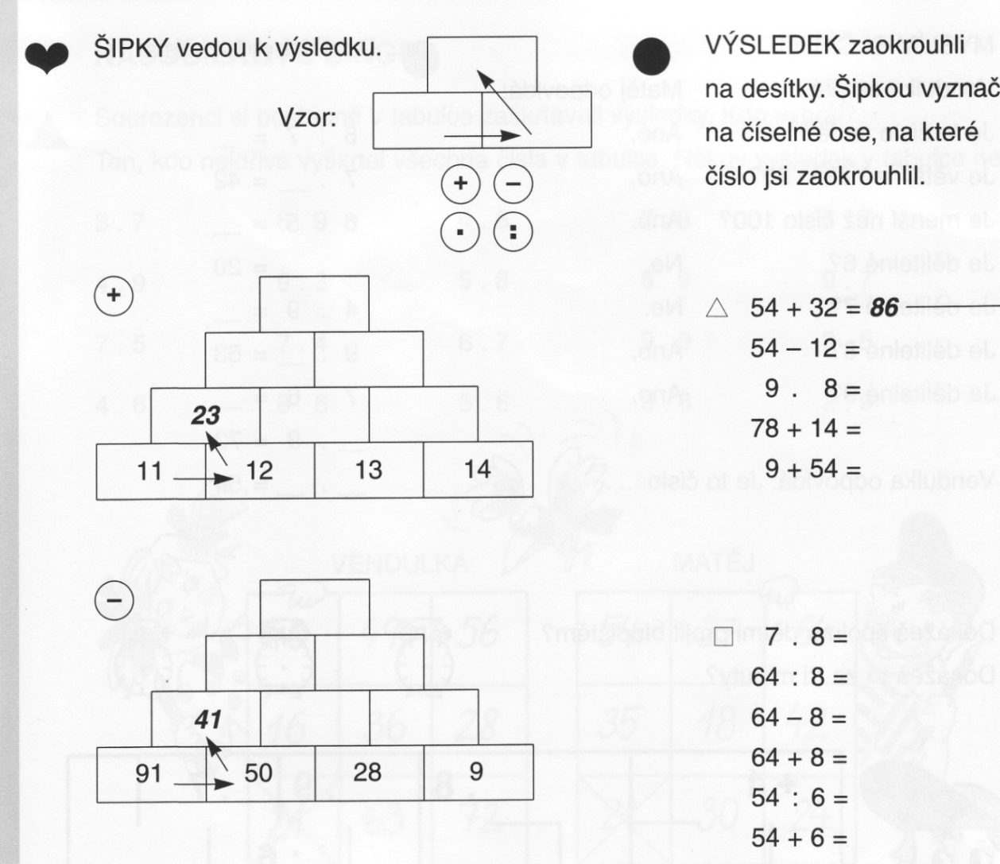 ŠIPKY vedou k výsledku.
Vzor:
+ −
· :
+
23
11 12 13 14
−
41
91 50 28 9
VÝSLEDEK zaokrouhli
na desítky. Šipkou vyznač
na číselné ose, na které
číslo jsi zaokrouhlil.
54 + 32 = 86
54 – 12 =
9 . 8 =
78 + 14 =
9 + 54 =
7 . 8 =
64 : 8 =
64 – 8 =
64 + 8 =
54 : 6 =
54 + 6 =